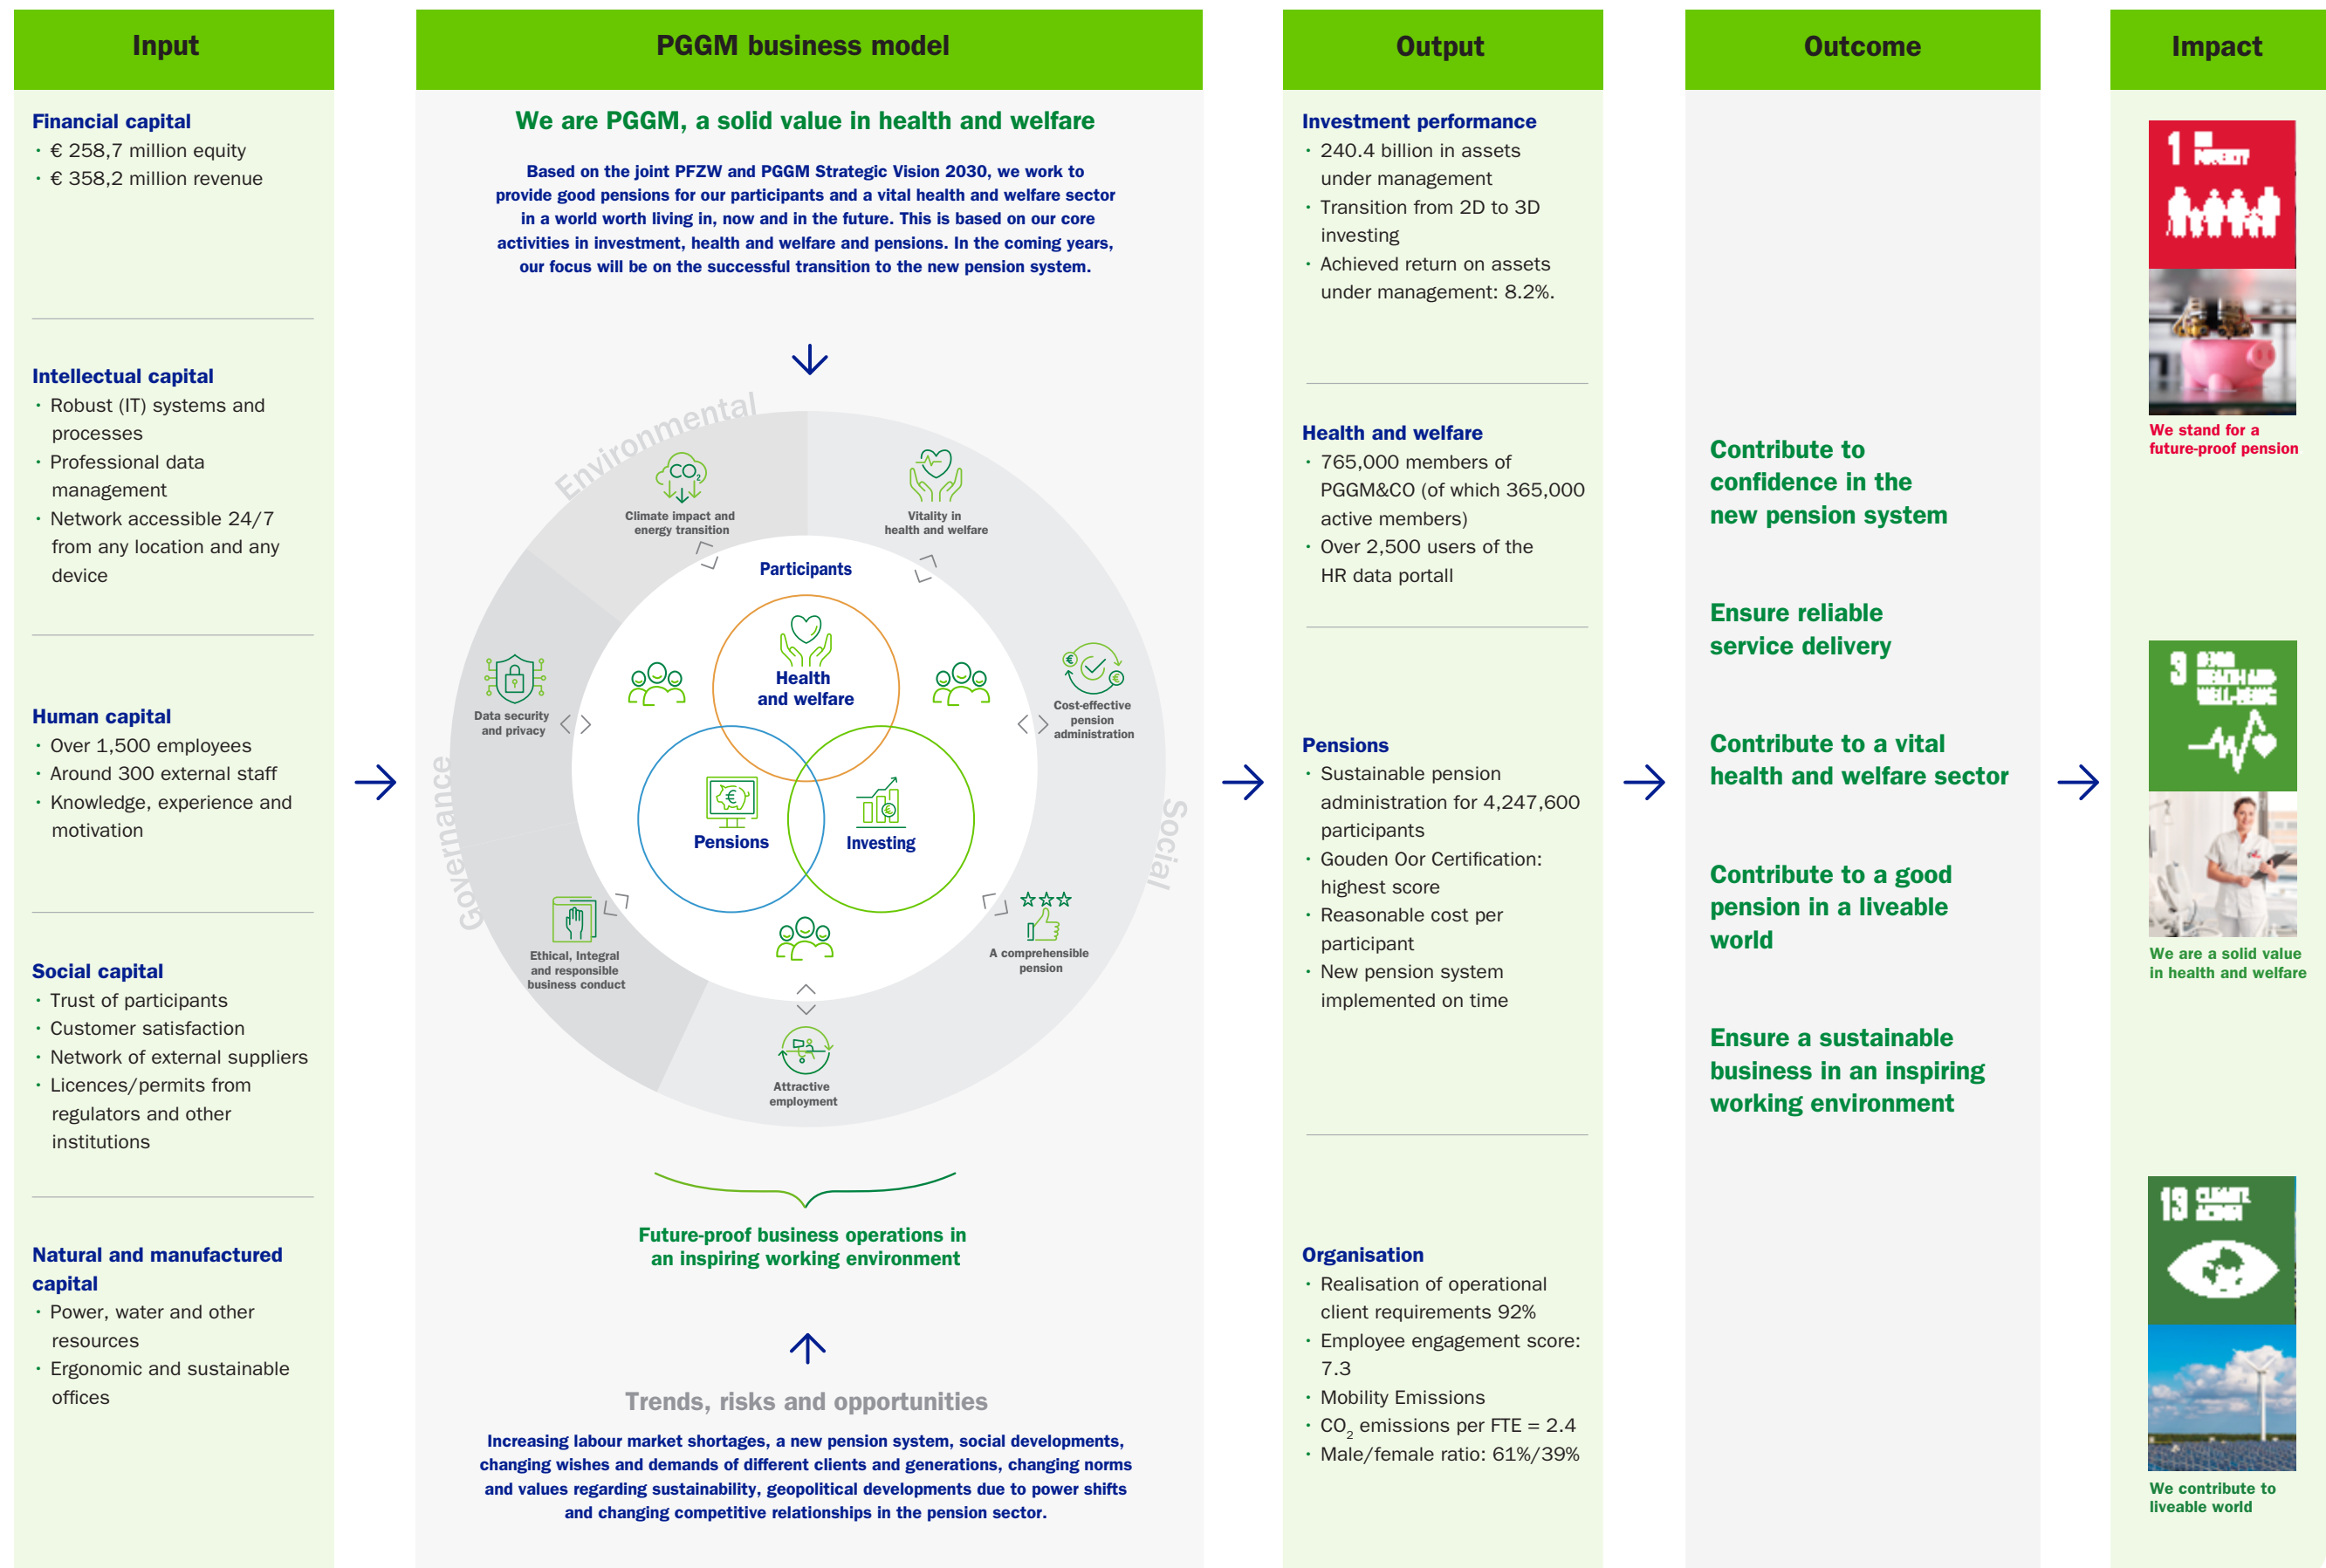 Input
Financial capital
· € 258,7 million equity
· € 358,2 million revenue
Intellectual capital
· Robust (IT) systems and
processes
· Professional data
management
· Network accessible 24/7
from any location and any
device
Human capital
· Over 1,500 employees
· Around 300 external staff
· Knowledge, experience and
motivation
Social capital
· Trust of participants
· Customer satisfaction
· Network of external suppliers
· Licences/permits from
regulators and other
institutions
Natural and manufactured
capital
· Power, water and other
resources
· Ergonomic and sustainable
offices
PGGM business model
We are PGGM, a solid value in health and welfare
Based on the joint PFZW and PGGM Strategic Vision 2030, we work to
provide good pensions for our participants and a vital health and welfare sector
in a world worth living in, now and in the future. This is based on our core
activities in investment, health and welfare and pensions. In the coming years,
our focus will be on the successful transition to the new pension system.
Environmental
CO2
Climate impact and
energy transition
Vitality in
health and welfare
Participants
Health
and welfare
Data security
and privacy
€
€
Cost-effective
pension
administration
Governance
Social
€
Pensions
€
Investing
Ethical, Integral
and responsible
business conduct
A comprehensible
pension
Attractive
employment
Future-proof business operations in
an inspiring working environment
Trends, risks and opportunities
Increasing labour market shortages, a new pension system, social developments,
changing wishes and demands of different clients and generations, changing norms
and values regarding sustainability, geopolitical developments due to power shifts
and changing competitive relationships in the pension sector.
Output
Investment performance
· 240.4 billion in assets
under management
· Transition from 2D to 3D
investing
· Achieved return on assets
under management: 8.2%.
Health and welfare
· 765,000 members of
PGGM&CO (of which 365,000
active members)
· Over 2,500 users of the
HR data portall
Pensions
· Sustainable pension
administration for 4,247,600
participants
· Gouden Oor Certification:
highest score
· Reasonable cost per
participant
· New pension system
implemented on time
Organisation
· Realisation of operational
client requirements 92%
· Employee engagement score:
7.3
· Mobility Emissions
· CO2 emissions per FTE = 2.4
· Male/female ratio: 61%/39%
Outcome
Contribute to
confidence in the
new pension system
Ensure reliable
service delivery
Contribute to a vital
health and welfare sector
Contribute to a good
pension in a liveable
world
Ensure a sustainable
business in an inspiring
working environment
Impact
1 NO
POVERTY
We stand for a
future-proof pension
3 GOOD
HEALTH AND
WELL-BEING
We are a solid value
in health and welfare
13 CLIMATE
ACTION
We contribute to
liveable world